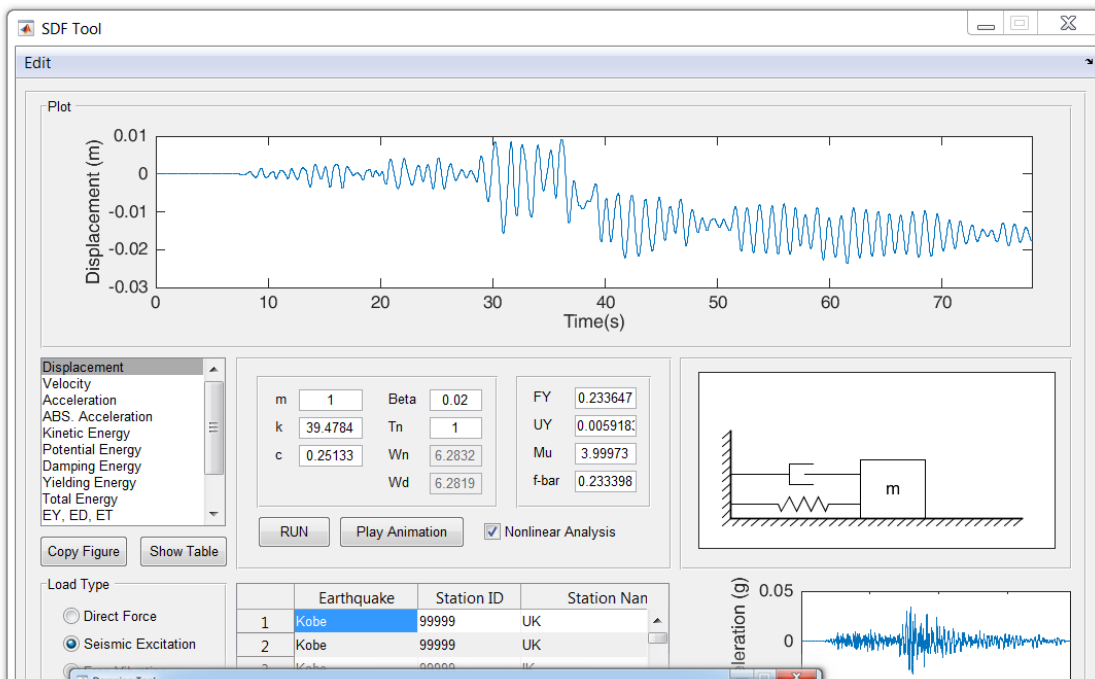 SDF Tool
Edit
Plot
0.01
0
-0.01
-0.02
-0.03
Displacement (m)
0 10 20 30 40 50 60 70
Time(s)
Displacement
Velocity
Acceleration
ABS. Acceleration
Kinetic Energy
Potential Energy
Damping Energy
Yielding Energy
Total Energy
EY, ED, ET
Copy Figure Show Table
m 1 Beta 0.02
k 39.4784 Tn 1
c 0.25133 Wn 6.2832
Wd 6.2819
FY 0.233647
UY 0.005918
Mu 3.99973
f-bar 0.233398
RUN Play Animation Nonlinear Analysis
m
Load Type
Direct Force
Seismic Excitation
Earthquake Station ID Station Nan
1 Kobe 99999 UK
2 Kobe 99999 UK
0.05
0
leration (g)